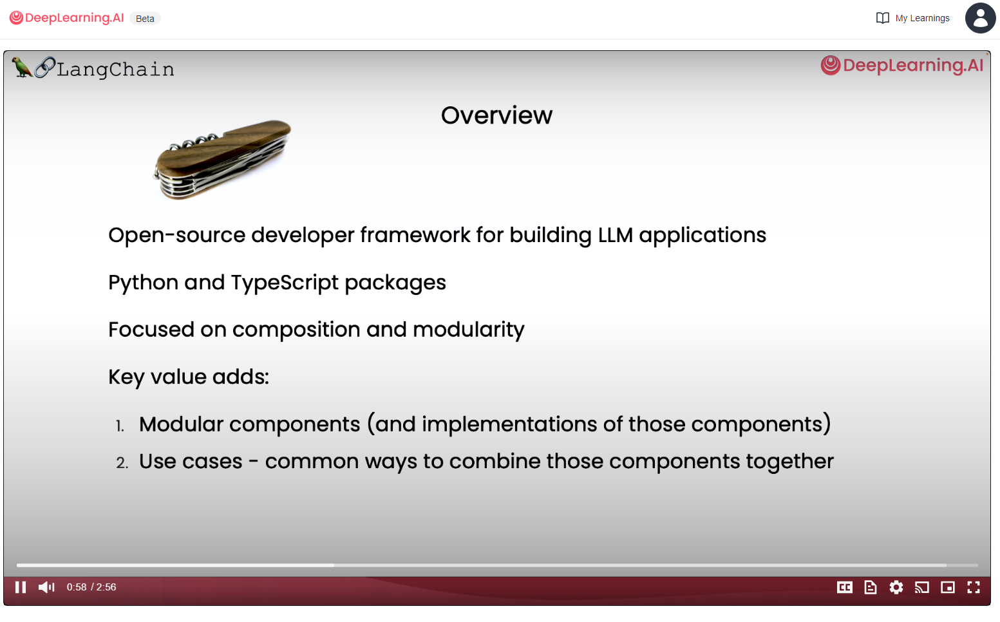 DeepLearning.AI Beta
My Learnings
LangChain
DeepLearning.AI
Overview
Open-source developer framework for building LLM applications
Python and TypeScript packages
Focused on composition and modularity
Key value adds:
1. Modular components (and implementations of those components)
2. Use cases - common ways to combine those components together
0:58 / 2:56
CC